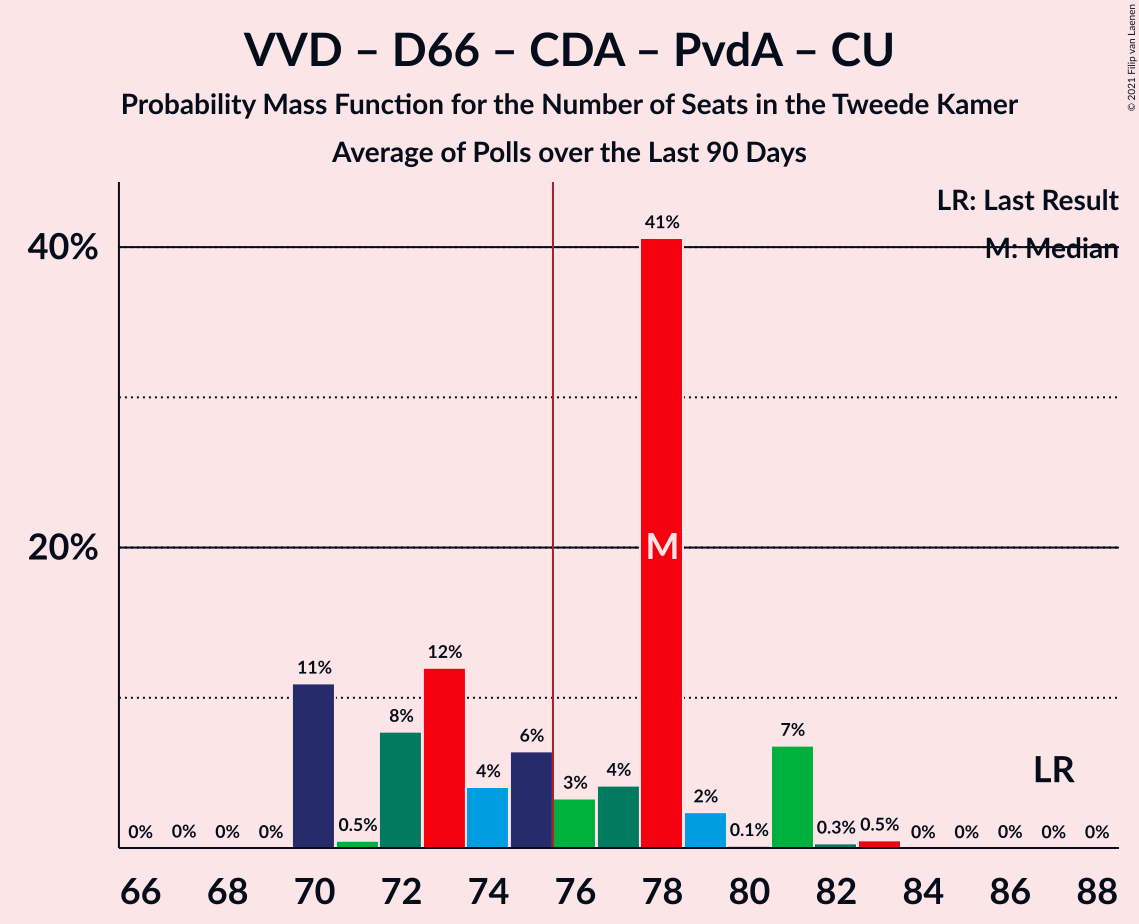 VVD – D66 – CDA – PvdA – CU
Probability Mass Function for the Number of Seats in the Tweede Kamer
Average of Polls over the Last 90 Days
© 2021 Filip van Laenen
LR: Last Result
M: Median
40%
20%
0%
0%
0%
0%
11%
0.5%
8%
12%
4%
6%
3%
4%
41%
M
2%
0.1%
7%
0.3%
0.5%
0%
0%
0%
0%
0%
LR
66 68 70 72 74 76 78 80 82 84 86 88